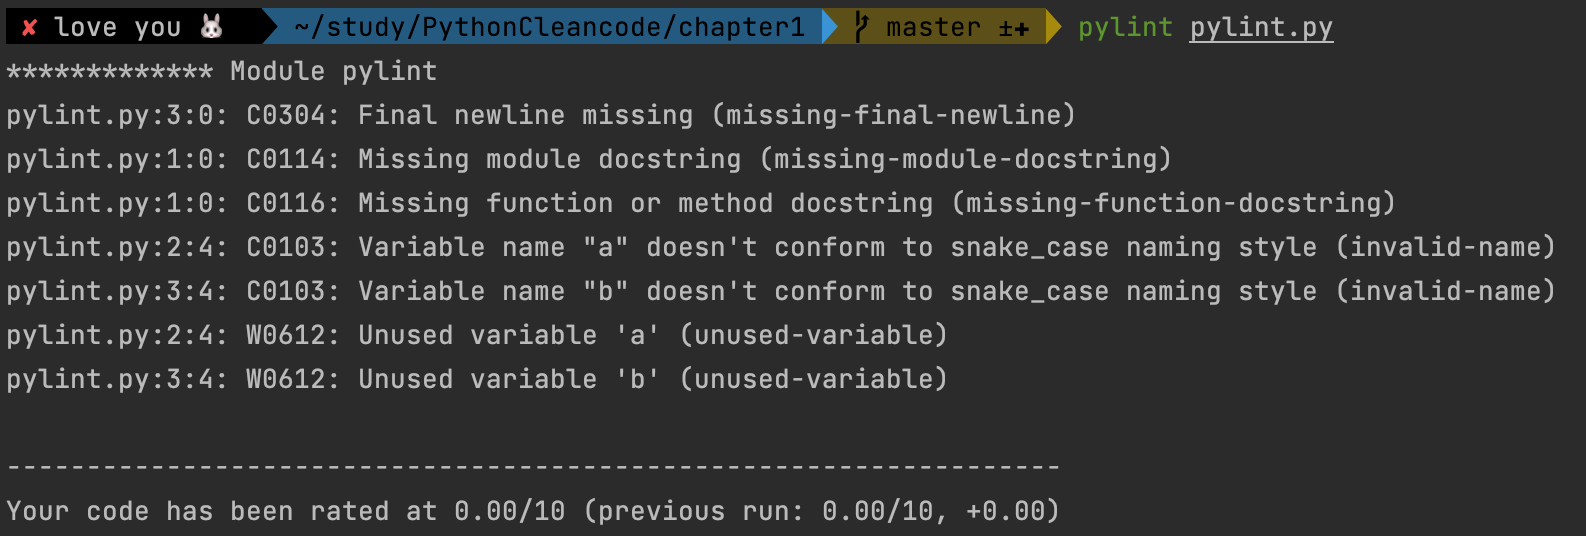 ✘ love you 🐰 ~/study/PythonCleancode/chapter1 master ±✚ pylint pylint.py
************* Module pylint
pylint.py:3:0: C0304: Final newline missing (missing-final-newline)
pylint.py:1:0: C0114: Missing module docstring (missing-module-docstring)
pylint.py:1:0: C0116: Missing function or method docstring (missing-function-docstring)
pylint.py:2:4: C0103: Variable name "a" doesn't conform to snake_case naming style (invalid-name)
pylint.py:3:4: C0103: Variable name "b" doesn't conform to snake_case naming style (invalid-name)
pylint.py:2:4: W0612: Unused variable 'a' (unused-variable)
pylint.py:3:4: W0612: Unused variable 'b' (unused-variable)
------------------------------------------------------------------
Your code has been rated at 0.00/10 (previous run: 0.00/10, +0.00)